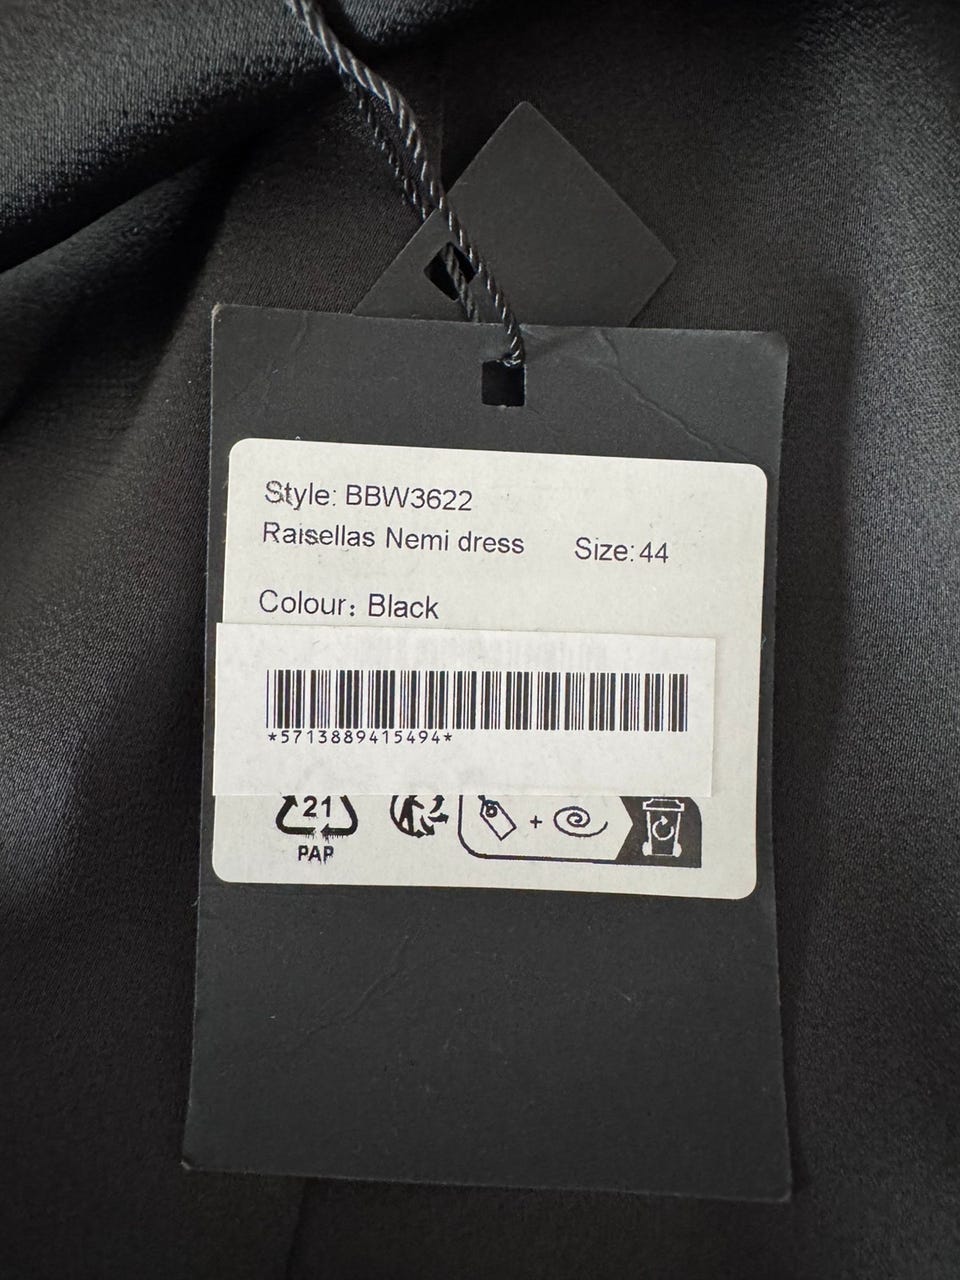 Style: BBW3622
Raisellas Nemi dress Size: 44
Colour: Black
*5713889415494*
21
PAP
+